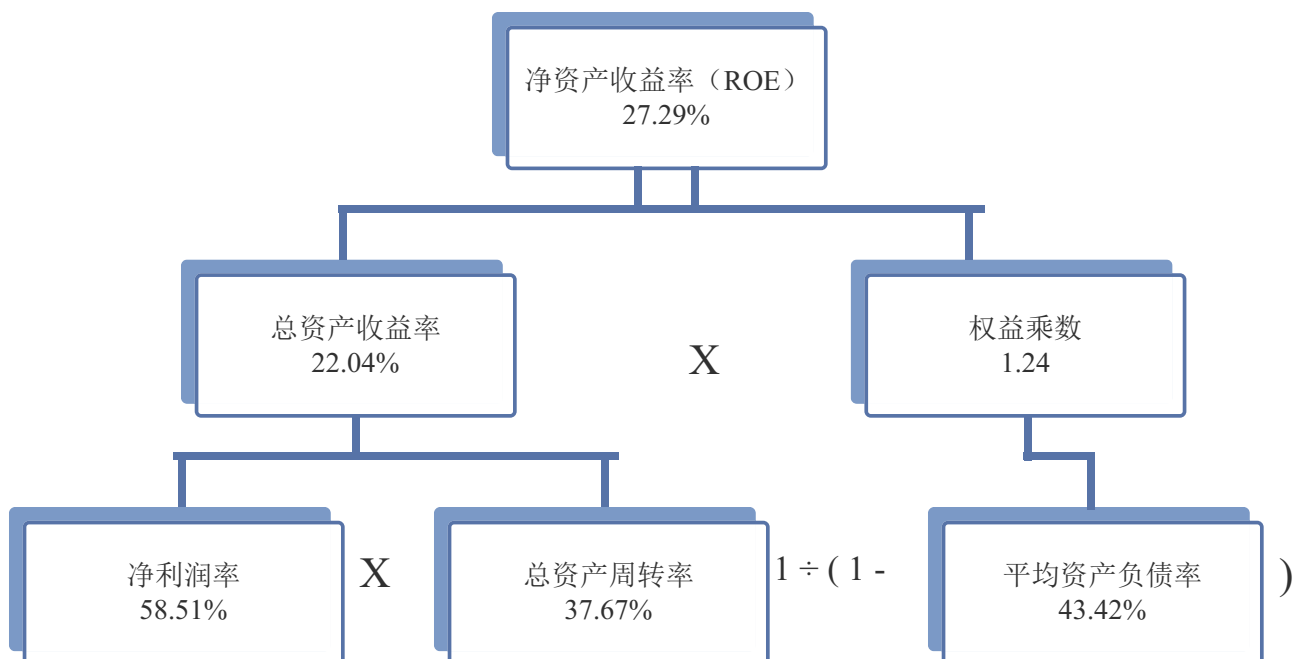 净资产收益率（ROE）
27.29%
总资产收益率
22.04%
X
权益乘数
1.24
净利润率
58.51%
X
总资产周转率
37.67%
1 ÷ ( 1 -
平均资产负债率
43.42%
)